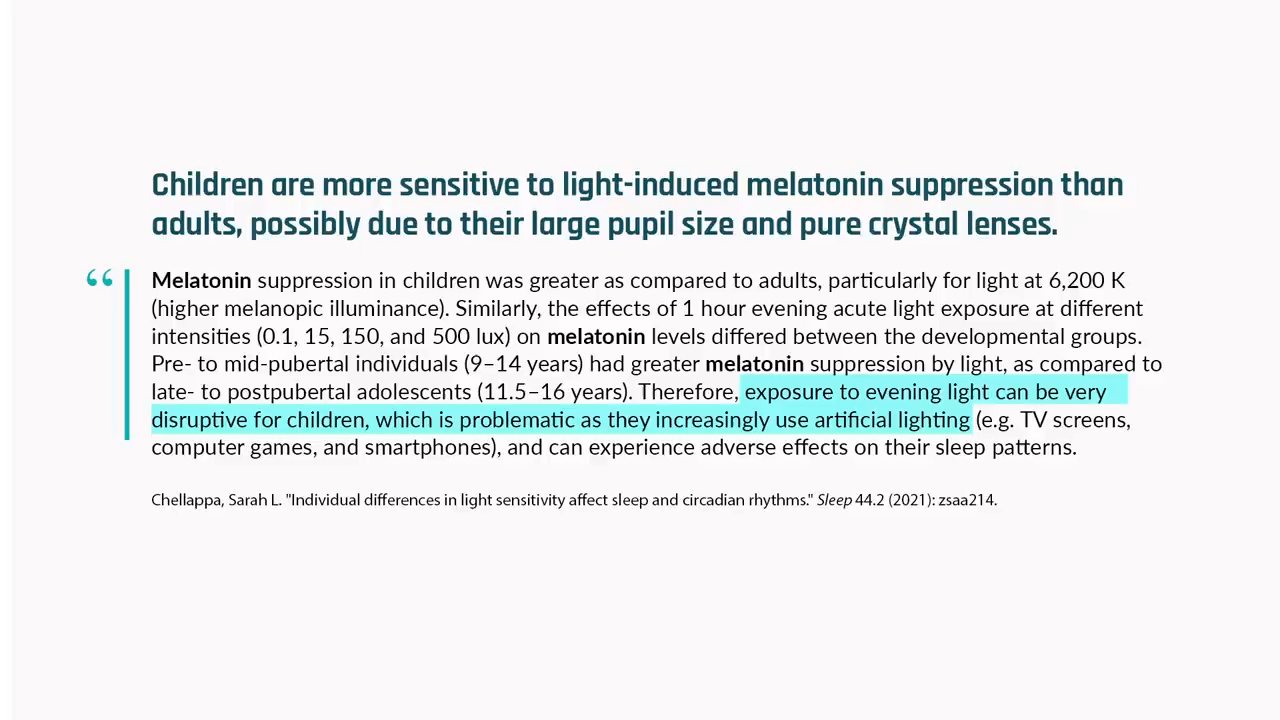 Children are more sensitive to light-induced melatonin suppression than
adults, possibly due to their large pupil size and pure crystal lenses.
“
Melatonin suppression in children was greater as compared to adults, particularly for light at 6,200 K
(higher melanopic illuminance). Similarly, the effects of 1 hour evening acute light exposure at different
intensities (0.1, 15, 150, and 500 lux) on melatonin levels differed between the developmental groups.
Pre- to mid-pubertal individuals (9–14 years) had greater melatonin suppression by light, as compared to
late- to postpubertal adolescents (11.5–16 years). Therefore, exposure to evening light can be very
disruptive for children, which is problematic as they increasingly use artificial lighting (e.g. TV screens,
computer games, and smartphones), and can experience adverse effects on their sleep patterns.
Chellappa, Sarah L. "Individual differences in light sensitivity affect sleep and circadian rhythms." Sleep 44.2 (2021): zsaa214.